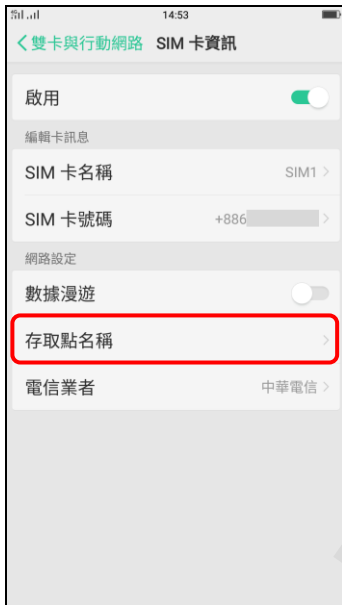 14:53
雙卡與行動網路 SIM 卡資訊
啟用
編輯卡訊息
SIM 卡名稱 SIM1
SIM 卡號碼 +886
網路設定
數據漫遊
存取點名稱
電信業者 中華電信